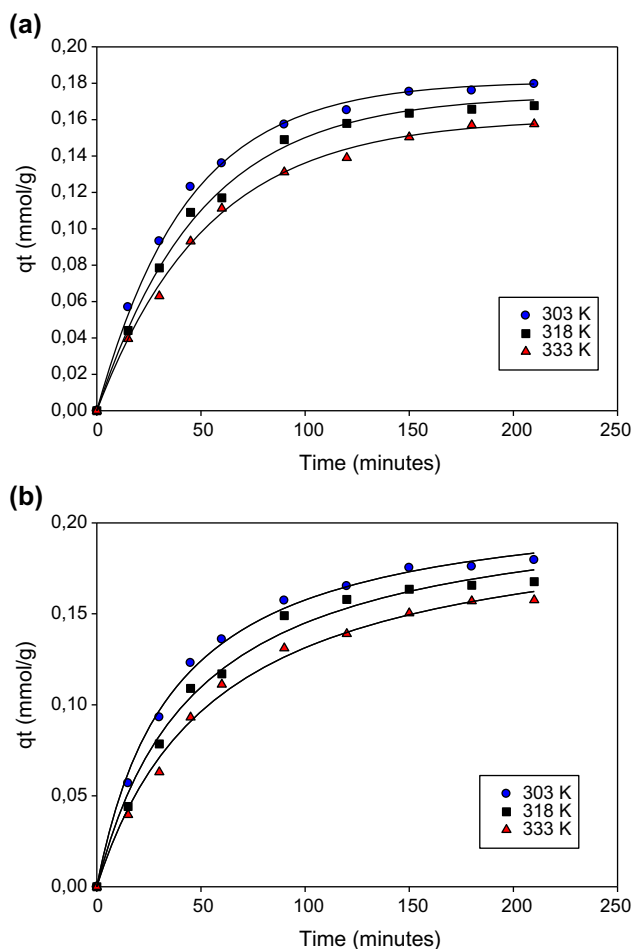 (a)
0,20
0,18
0,16
0,14
0,12
0,10
0,08
0,06
0,04
0,02
0,00
qt (mmol/g)
303 K
318 K
333 K
0 50 100 150 200 250
Time (minutes)
(b)
0,20
0,15
0,10
0,05
0,00
qt (mmol/g)
303 K
318 K
333 K
0 50 100 150 200 250
Time (minutes)